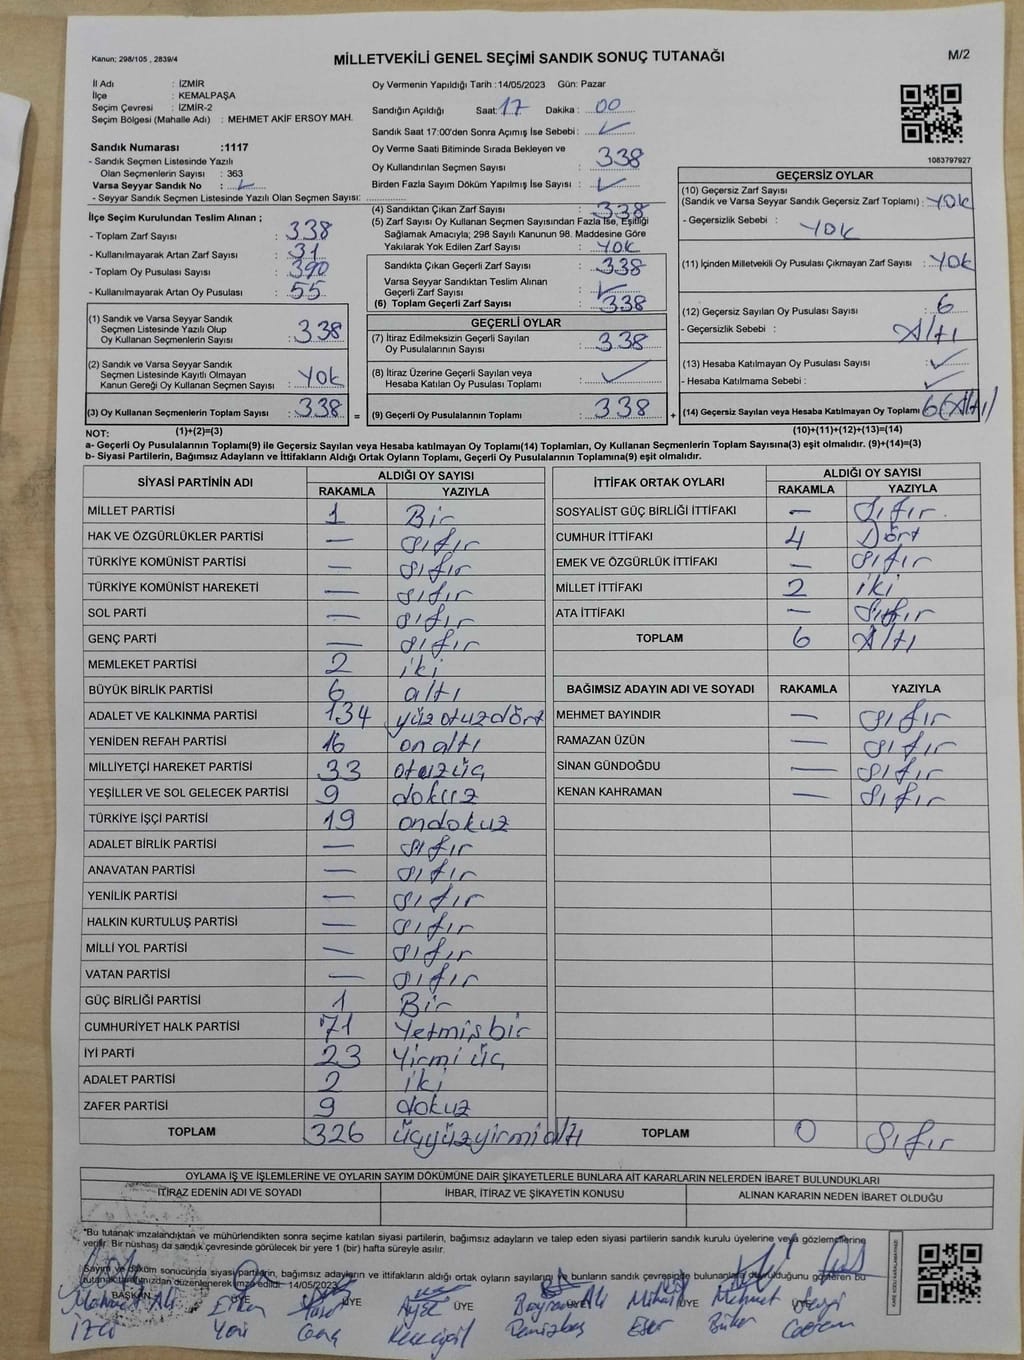 Kanun; 298/105 , 2839/4
MİLLETVEKİLİ GENEL SEÇİMİ SANDIK SONUÇ TUTANAĞI
M/2
İl Adı : İZMİR
İlçe : KEMALPAŞA
Seçim Çevresi : İZMİR-2
Seçim Bölgesi (Mahalle Adı) : MEHMET AKİF ERSOY MAH.
Oy Vermenin Yapıldığı Tarih :14/05/2023 Gün: Pazar
Sandığın Açıldığı Saat: 17 Dakika : 00
Sandık Saat 17:00'den Sonra Açımış İse Sebebi :
Oy Verme Saati Bitiminde Sırada Bekleyen ve
Oy Kullandırılan Seçmen Sayısı : 338
Birden Fazla Sayım Döküm Yapılmış İse Sayısı :
1083797927
Sandık Numarası :1117
- Sandık Seçmen Listesinde Yazılı
Olan Seçmenlerin Sayısı : 363
Varsa Seyyar Sandık No :
- Seyyar Sandık Seçmen Listesinde Yazılı Olan Seçmen Sayısı:
İlçe Seçim Kurulundan Teslim Alınan ;
- Toplam Zarf Sayısı : 338
- Kullanılmayarak Artan Zarf Sayısı : 31
- Toplam Oy Pusulası Sayısı : 390
- Kullanılmayarak Artan Oy Pusulası : 55
(1) Sandık ve Varsa Seyyar Sandık
Seçmen Listesinde Yazılı Olup
Oy Kullanan Seçmenlerin Sayısı : 338
(2) Sandık ve Varsa Seyyar Sandık
Seçmen Listesinde Kayıtlı Olmayan
Kanun Gereği Oy Kullanan Seçmen Sayısı : YOK
(3) Oy Kullanan Seçmenlerin Toplam Sayısı : 338 =
(1)+(2)=(3)
(4) Sandıktan Çıkan Zarf Sayısı : 338
(5) Zarf Sayısı Oy Kullanan Seçmen Sayısından Fazla İse, Eşitliği
Sağlamak Amacıyla; 298 Sayılı Kanunun 98. Maddesine Göre
Yakılarak Yok Edilen Zarf Sayısı : YOK
Sandıkta Çıkan Geçerli Zarf Sayısı : 338
Varsa Seyyar Sandıktan Teslim Alınan
Geçerli Zarf Sayısı :
(6) Toplam Geçerli Zarf Sayısı : 338
GEÇERLİ OYLAR
(7) İtiraz Edilmeksizin Geçerli Sayılan
Oy Pusulalarının Sayısı : 338
(8) İtiraz Üzerine Geçerli Sayılan veya
Hesaba Katılan Oy Pusulası Toplamı :
(9) Geçerli Oy Pusulalarının Toplamı : 338 +
GEÇERSİZ OYLAR
(10) Geçersiz Zarf Sayısı
(Sandık ve Varsa Seyyar Sandık Geçersiz Zarf Toplamı) : YOK
- Geçersizlik Sebebi : YOK
(11) İçinden Milletvekili Oy Pusulası Çıkmayan Zarf Sayısı : YOK
(12) Geçersiz Sayılan Oy Pusulası Sayısı : 6
- Geçersizlik Sebebi : Altı
(13) Hesaba Katılmayan Oy Pusulası Sayısı :
- Hesaba Katılmama Sebebi :
(14) Geçersiz Sayılan veya Hesaba Katılmayan Oy Toplamı : 6 (Altı)
(10)+(11)+(12)+(13)=(14)
NOT:
a- Geçerli Oy Pusulalarının Toplamı(9) ile Geçersiz Sayılan veya Hesaba katılmayan Oy Toplamı(14) Toplamları, Oy Kullanan Seçmenlerin Toplam Sayısına(3) eşit olmalıdır. (9)+(14)=(3)
b- Siyasi Partilerin, Bağımsız Adayların ve İttifakların Aldığı Ortak Oyların Toplamı, Geçerli Oy Pusulalarının Toplamına(9) eşit olmalıdır.
SİYASİ PARTİNİN ADI ALDIĞI OY SAYISI
RAKAMLA YAZIYLA
MİLLET PARTİSİ 1 Bir
HAK VE ÖZGÜRLÜKLER PARTİSİ — sıfır
TÜRKİYE KOMÜNİST PARTİSİ — sıfır
TÜRKİYE KOMÜNİST HAREKETİ — sıfır
SOL PARTİ — sıfır
GENÇ PARTİ — sıfır
MEMLEKET PARTİSİ 2 iki
BÜYÜK BİRLİK PARTİSİ 6 altı
ADALET VE KALKINMA PARTİSİ 134 yüzotuzdört
YENİDEN REFAH PARTİSİ 16 onaltı
MİLLİYETÇİ HAREKET PARTİSİ 33 otuzüç
YEŞİLLER VE SOL GELECEK PARTİSİ 9 dokuz
TÜRKİYE İŞÇİ PARTİSİ 19 ondokuz
ADALET BİRLİK PARTİSİ — sıfır
ANAVATAN PARTİSİ — sıfır
YENİLİK PARTİSİ — sıfır
HALKIN KURTULUŞ PARTİSİ — sıfır
MİLLİ YOL PARTİSİ — sıfır
VATAN PARTİSİ — sıfır
GÜÇ BİRLİĞİ PARTİSİ 1 Bir
CUMHURİYET HALK PARTİSİ 71 Yetmişbir
İYİ PARTİ 23 Yirmi üç
ADALET PARTİSİ 2 iki
ZAFER PARTİSİ 9 dokuz
TOPLAM 326 üçyüzyirmialtı
İTTİFAK ORTAK OYLARI ALDIĞI OY SAYISI
RAKAMLA YAZIYLA
SOSYALİST GÜÇ BİRLİĞİ İTTİFAKI — Sıfır
CUMHUR İTTİFAKI 4 Dört
EMEK VE ÖZGÜRLÜK İTTİFAKI — sıfır
MİLLET İTTİFAKI 2 iki
ATA İTTİFAKI — sıfır
TOPLAM 6 Altı
BAĞIMSIZ ADAYIN ADI VE SOYADI RAKAMLA YAZIYLA
MEHMET BAYINDIR — sıfır
RAMAZAN ÜZÜN — sıfır
SİNAN GÜNDOĞDU — sıfır
KENAN KAHRAMAN — sıfır
TOPLAM 0 sıfır
OYLAMA İŞ VE İŞLEMLERİNE VE OYLARIN SAYIM DÖKÜMÜNE DAİR ŞİKAYETLERLE BUNLARA AİT KARARLARIN NELERDEN İBARET BULUNDUKLARI
İTİRAZ EDENİN ADI VE SOYADI İHBAR, İTİRAZ VE ŞİKAYETİN KONUSU ALINAN KARARIN NEDEN İBARET OLDUĞU
*Bu tutanak imzalandıktan ve mühürlendikten sonra seçime katılan siyasi partilerin, bağımsız adayların ve talep eden siyasi partilerin sandık kurulu üyelerine veya gözlemcilerine
verilir. Bir nüshası da sandık çevresinde görülecek bir yere 1 (bir) hafta süreyle asılır.
Sayım ve döküm sonucunda siyasi partilerin, bağımsız adayların ve ittifakların aldığı ortak oyların sayılarını ve bunların sandık çevresinde bulunanlara duyurulduğunu gösteren bu
tutanak tarafımızdan düzenlenerek imza edildi. 14/05/2023
BAŞKAN ÜYE ÜYE ÜYE ÜYE ÜYE ÜYE
Mehmet Ali Ayşe Bayram Ali Mehmet Sezgi
İZCİ Genç Eser